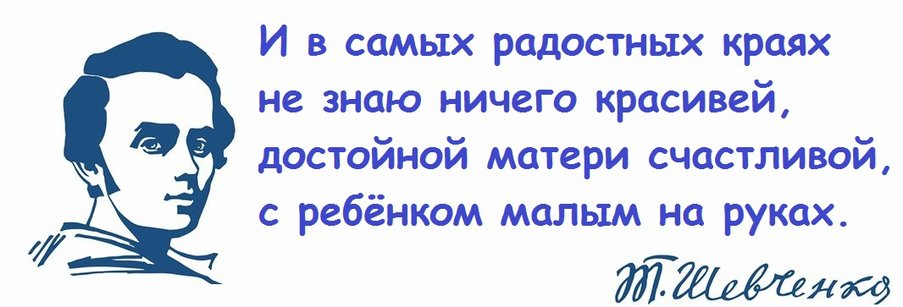 И в самых радостных краях
не знаю ничего красивей,
достойной матери счастливой,
с ребёнком малым на руках.
Т. Шевченко